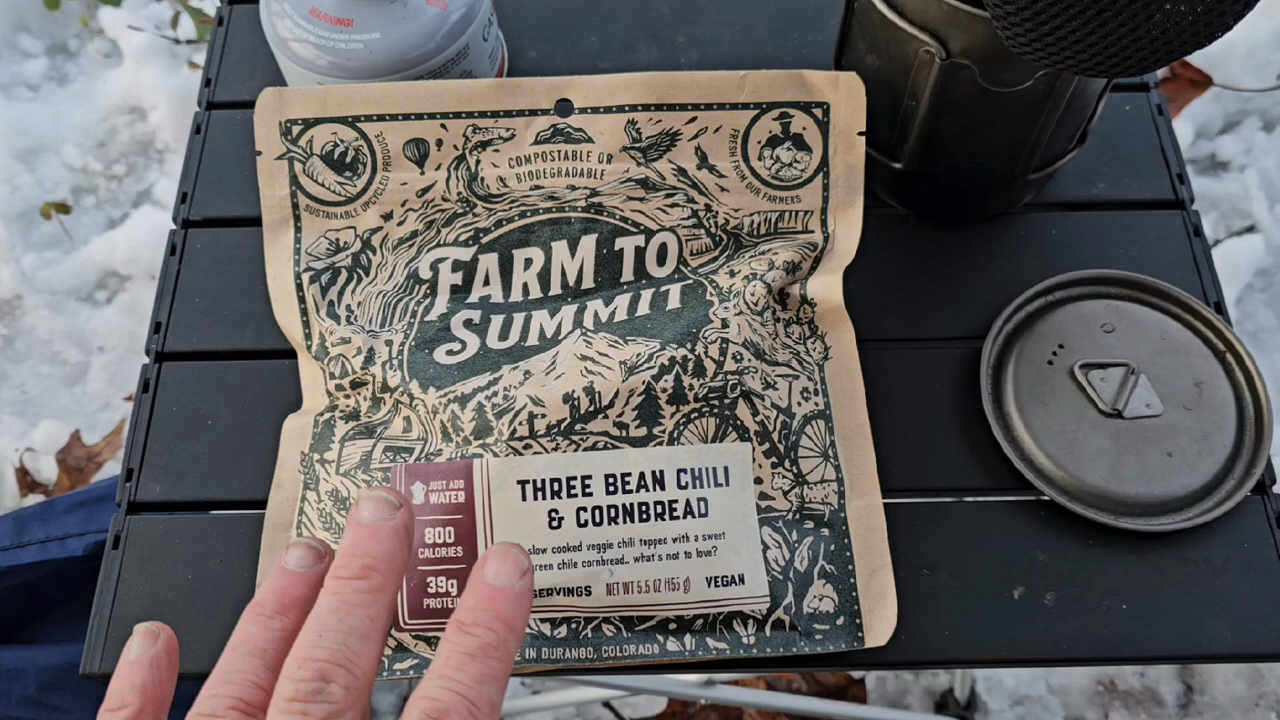 WARNING!
COMPOSTABLE OR
BIODEGRADABLE
SUSTAINABLE UPCYCLED PRODUCE
FRESH FROM OUR FARMERS
FARM TO
SUMMIT
JUST ADD
WATER
800
CALORIES
39g
PROTEIN
THREE BEAN CHILI
& CORNBREAD
slow cooked veggie chili topped with a sweet
green chile cornbread.. what's not to love?
SERVINGS NET WT 5.5 OZ (155 g) VEGAN
IN DURANGO, COLORADO